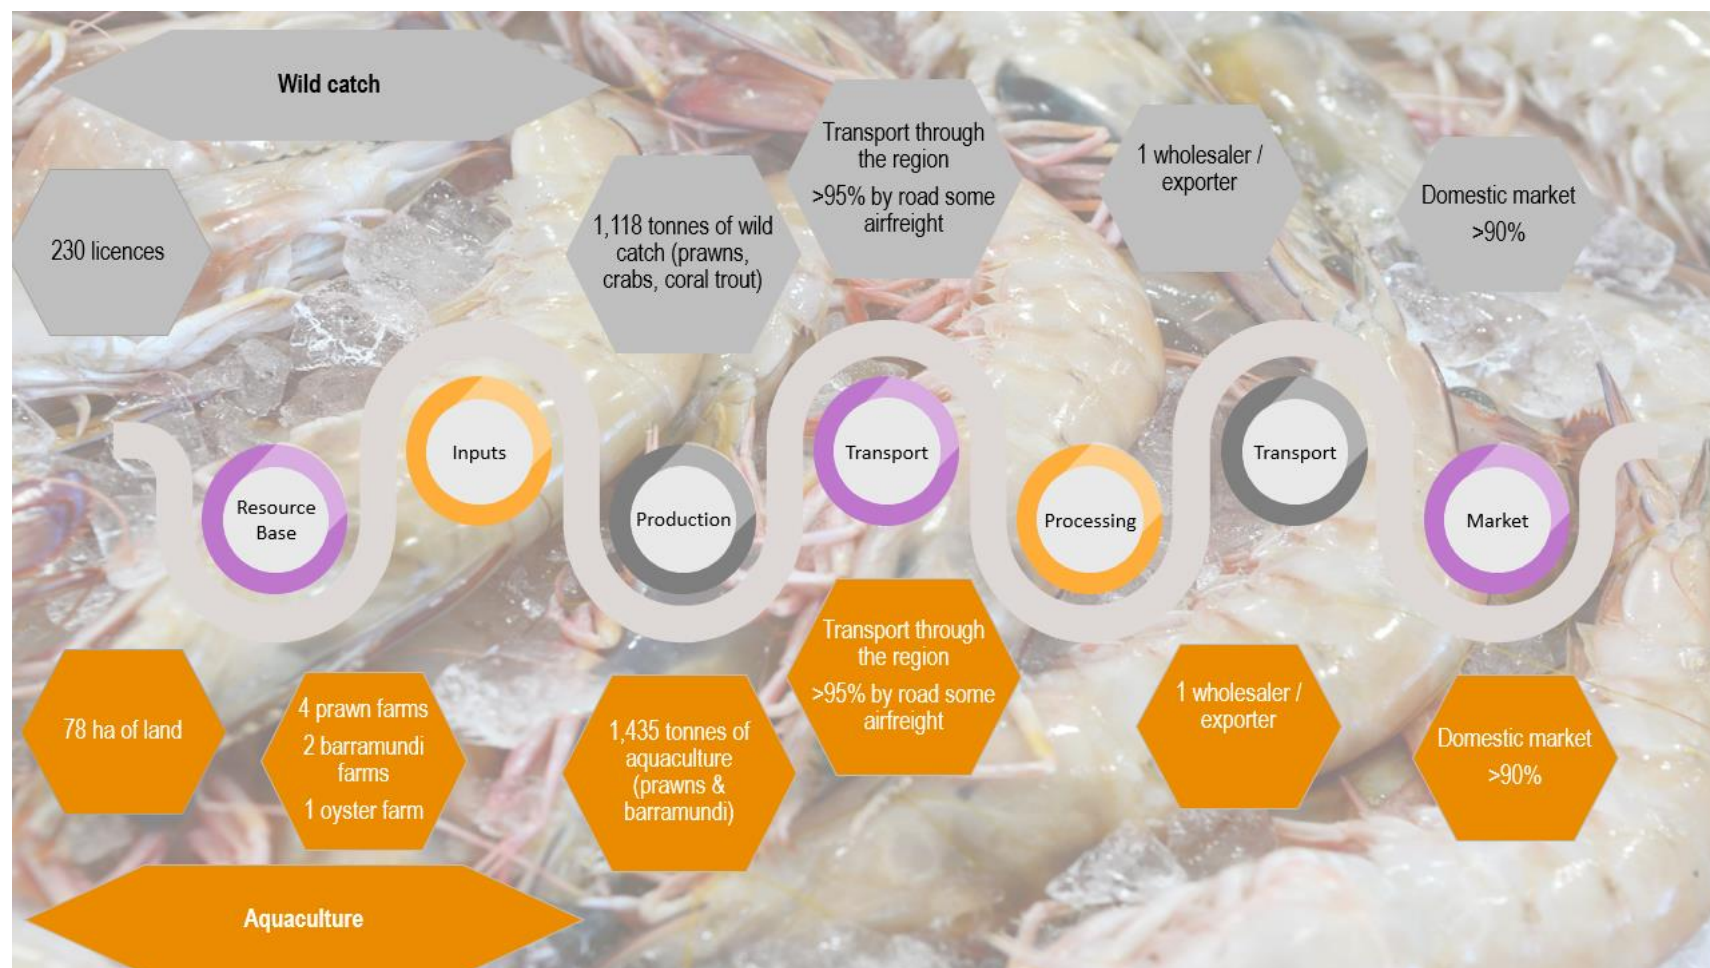 Wild catch
230 licences
1,118 tonnes of wild
catch (prawns,
crabs, coral trout)
Transport through
the region
>95% by road some
airfreight
1 wholesaler /
exporter
Domestic market
>90%
Resource
Base
Inputs
Production
Transport
Processing
Transport
Market
78 ha of land
4 prawn farms
2 barramundi
farms
1 oyster farm
1,435 tonnes of
aquaculture
(prawns &
barramundi)
Transport through
the region
>95% by road some
airfreight
1 wholesaler /
exporter
Domestic market
>90%
Aquaculture